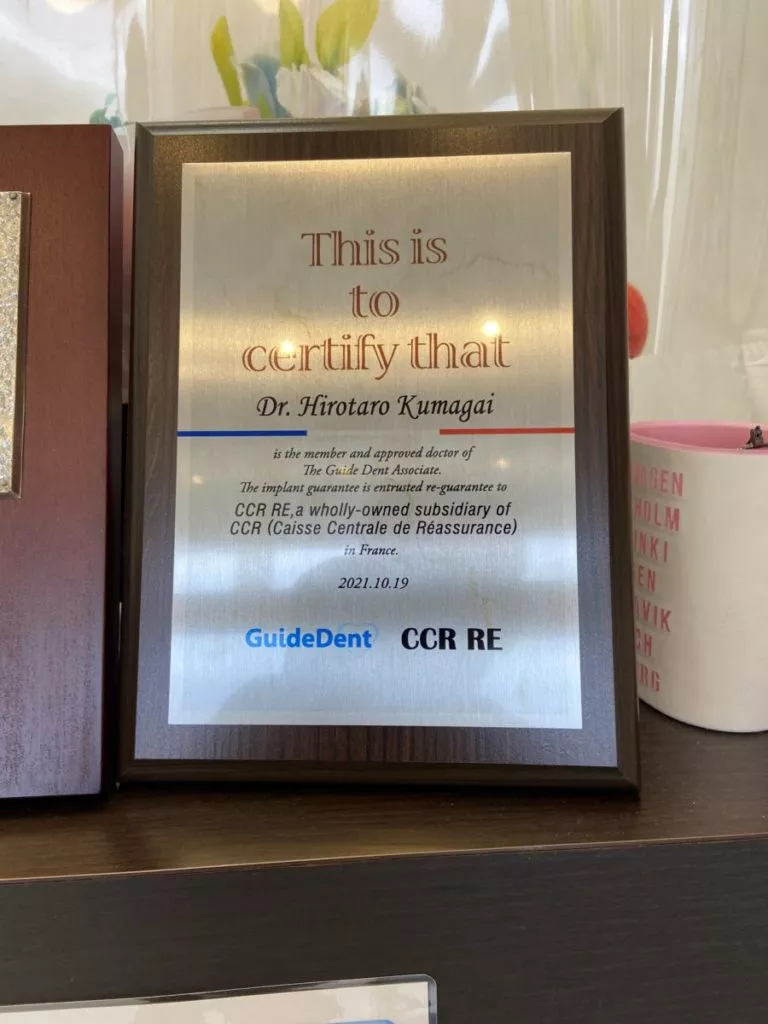 This is
to
certify that
Dr. Hirotaro Kumagai
is the member and approved doctor of
The Guide Dent Associate.
The implant guarantee is entrusted re-guarantee to
CCR RE,a wholly-owned subsidiary of
CCR (Caisse Centrale de Réassurance)
in France.
2021.10.19
GuideDent CCR RE